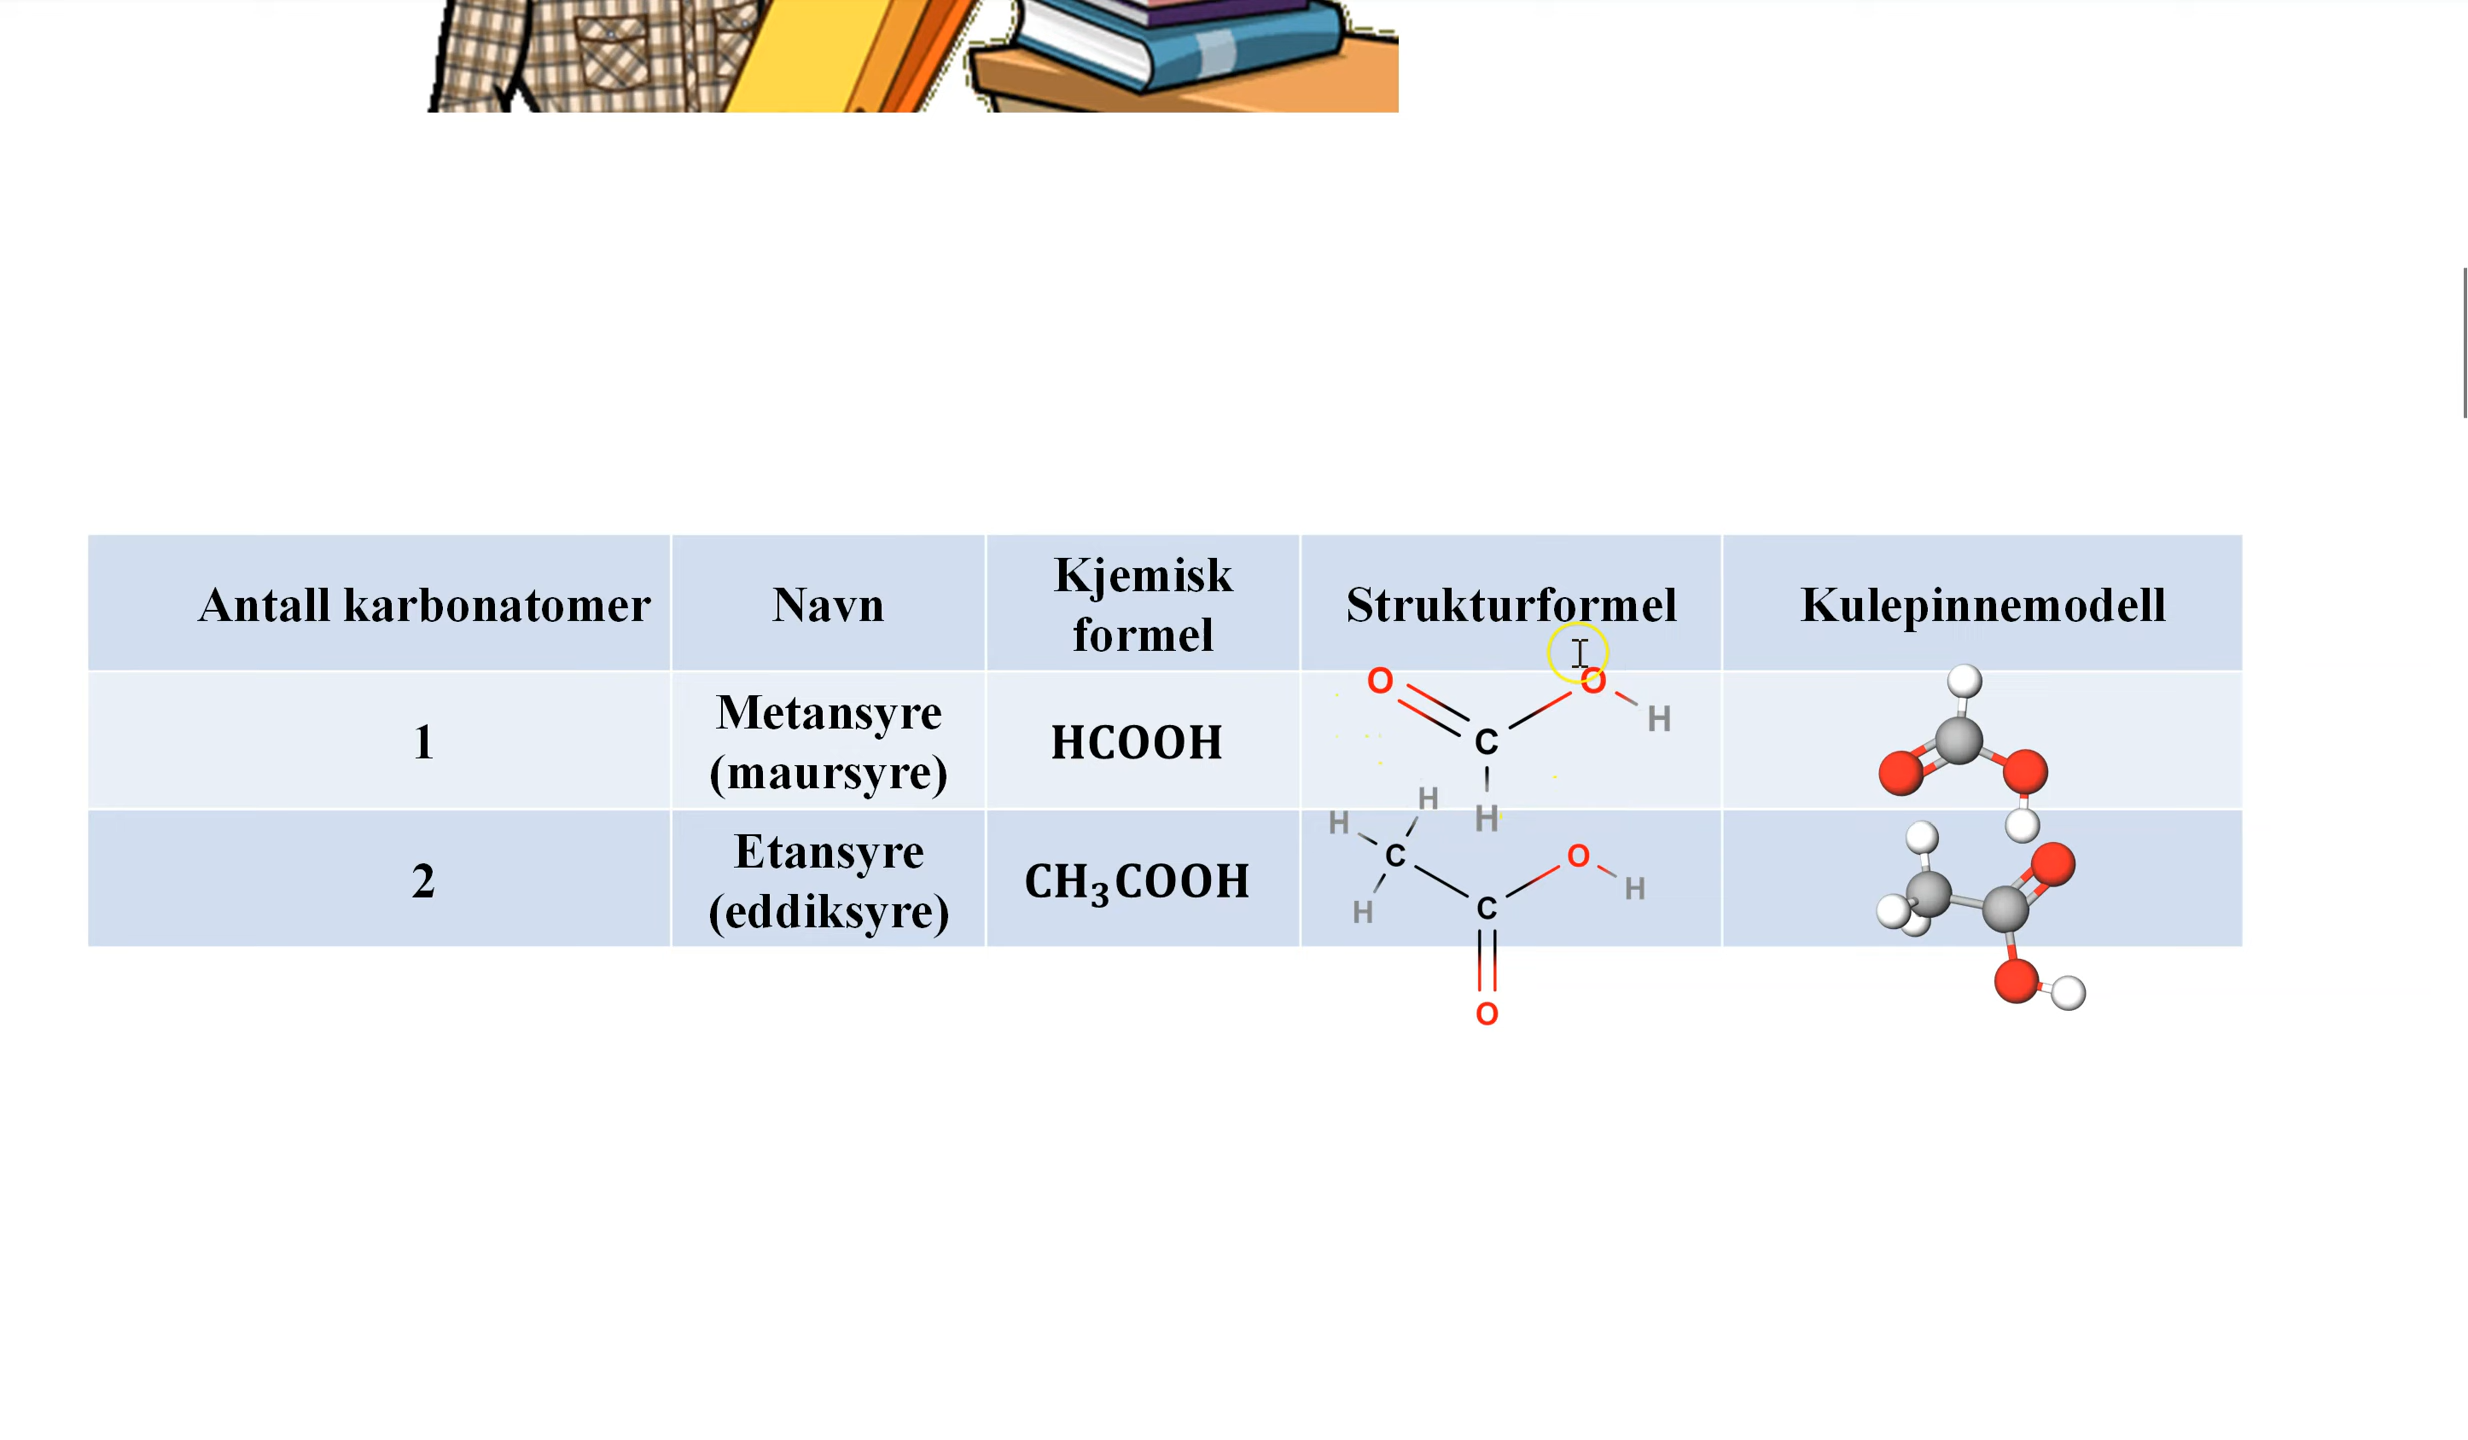 Antall karbonatomer
Navn
Kjemisk
formel
Strukturformel
Kulepinnemodell
1
Metansyre
(maursyre)
HCOOH
O
O
H
C
H
2
Etansyre
(eddiksyre)
CH₃COOH
H
H
C
O
H
H
C
O